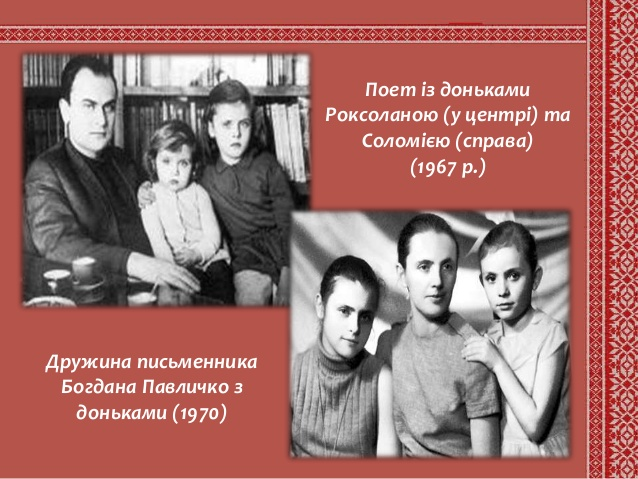 Поет із доньками
Роксоланою (у центрі) та
Соломією (справа)
(1967 р.)
Дружина письменника
Богдана Павличко з
доньками (1970)